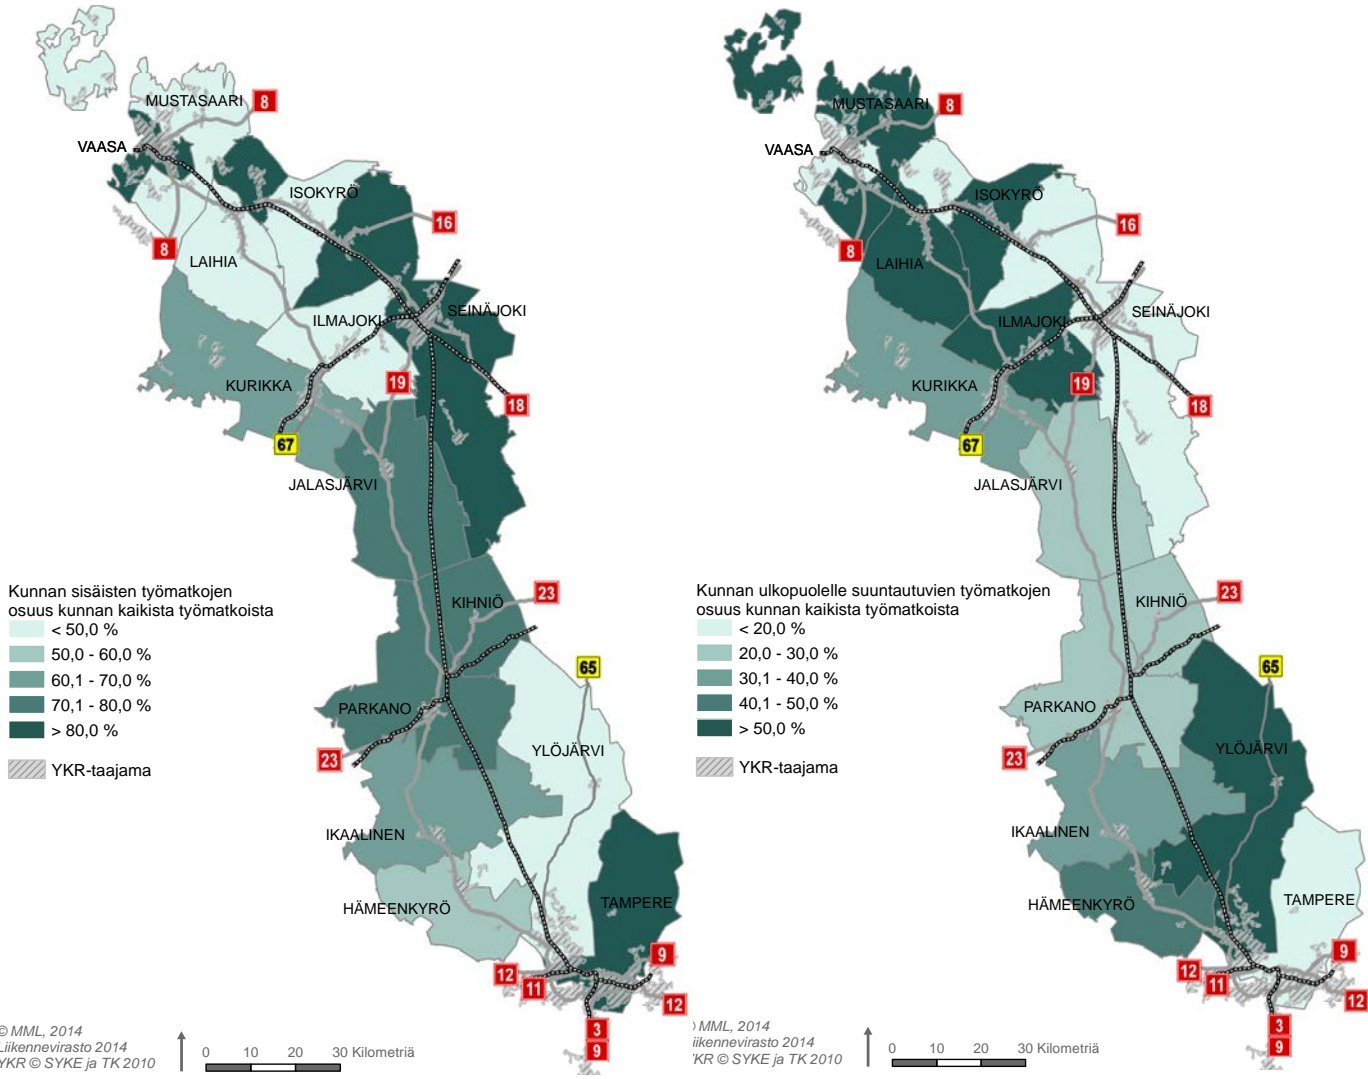 MUSTASAARI
8
VAASA
ISOKYRÖ
16
8
LAIHIA
ILMAJOKI
SEINÄJOKI
KURIKKA
19
18
67
JALASJÄRVI
Kunnan sisäisten työmatkojen
osuus kunnan kaikista työmatkoista
< 50,0 %
50,0 - 60,0 %
60,1 - 70,0 %
70,1 - 80,0 %
> 80,0 %
YKR-taajama
KIHNIÖ
23
65
PARKANO
23
YLÖJÄRVI
IKAALINEN
HÄMEENKYRÖ
TAMPERE
12
11
9
12
3
9
© MML, 2014
Liikennevirasto 2014
YKR © SYKE ja TK 2010
0 10 20 30 Kilometriä
MUSTASAARI
8
VAASA
ISOKYRÖ
16
8
LAIHIA
ILMAJOKI
SEINÄJOKI
KURIKKA
19
18
67
JALASJÄRVI
Kunnan ulkopuolelle suuntautuvien työmatkojen
osuus kunnan kaikista työmatkoista
< 20,0 %
20,0 - 30,0 %
30,1 - 40,0 %
40,1 - 50,0 %
> 50,0 %
YKR-taajama
KIHNIÖ
23
65
PARKANO
23
YLÖJÄRVI
IKAALINEN
HÄMEENKYRÖ
TAMPERE
12
11
9
12
3
9
MML, 2014
iikennevirasto 2014
KR © SYKE ja TK 2010
0 10 20 30 Kilometriä